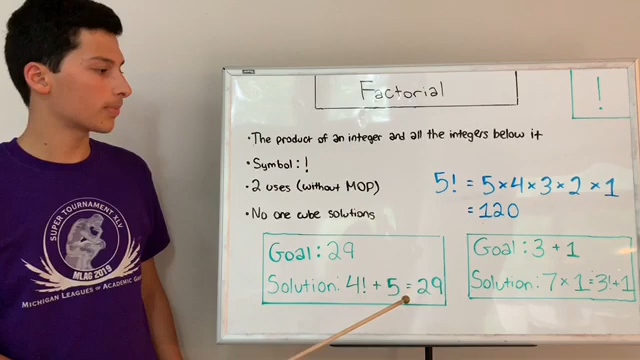 Factorial
!
• The product of an integer and all the integers below it
• Symbol: !
• 2 uses (without MOP)
• No one cube solutions
5! = 5 × 4 × 3 × 2 × 1
= 120
Goal: 29
Solution: 4! + 5 = 29
Goal: 3 + 1
Solution: 7 × 1 = 3! + 1
SUPER TOURNAMENT XLV
MLAG 2019
MICHIGAN LEAGUES OF ACADEMIC